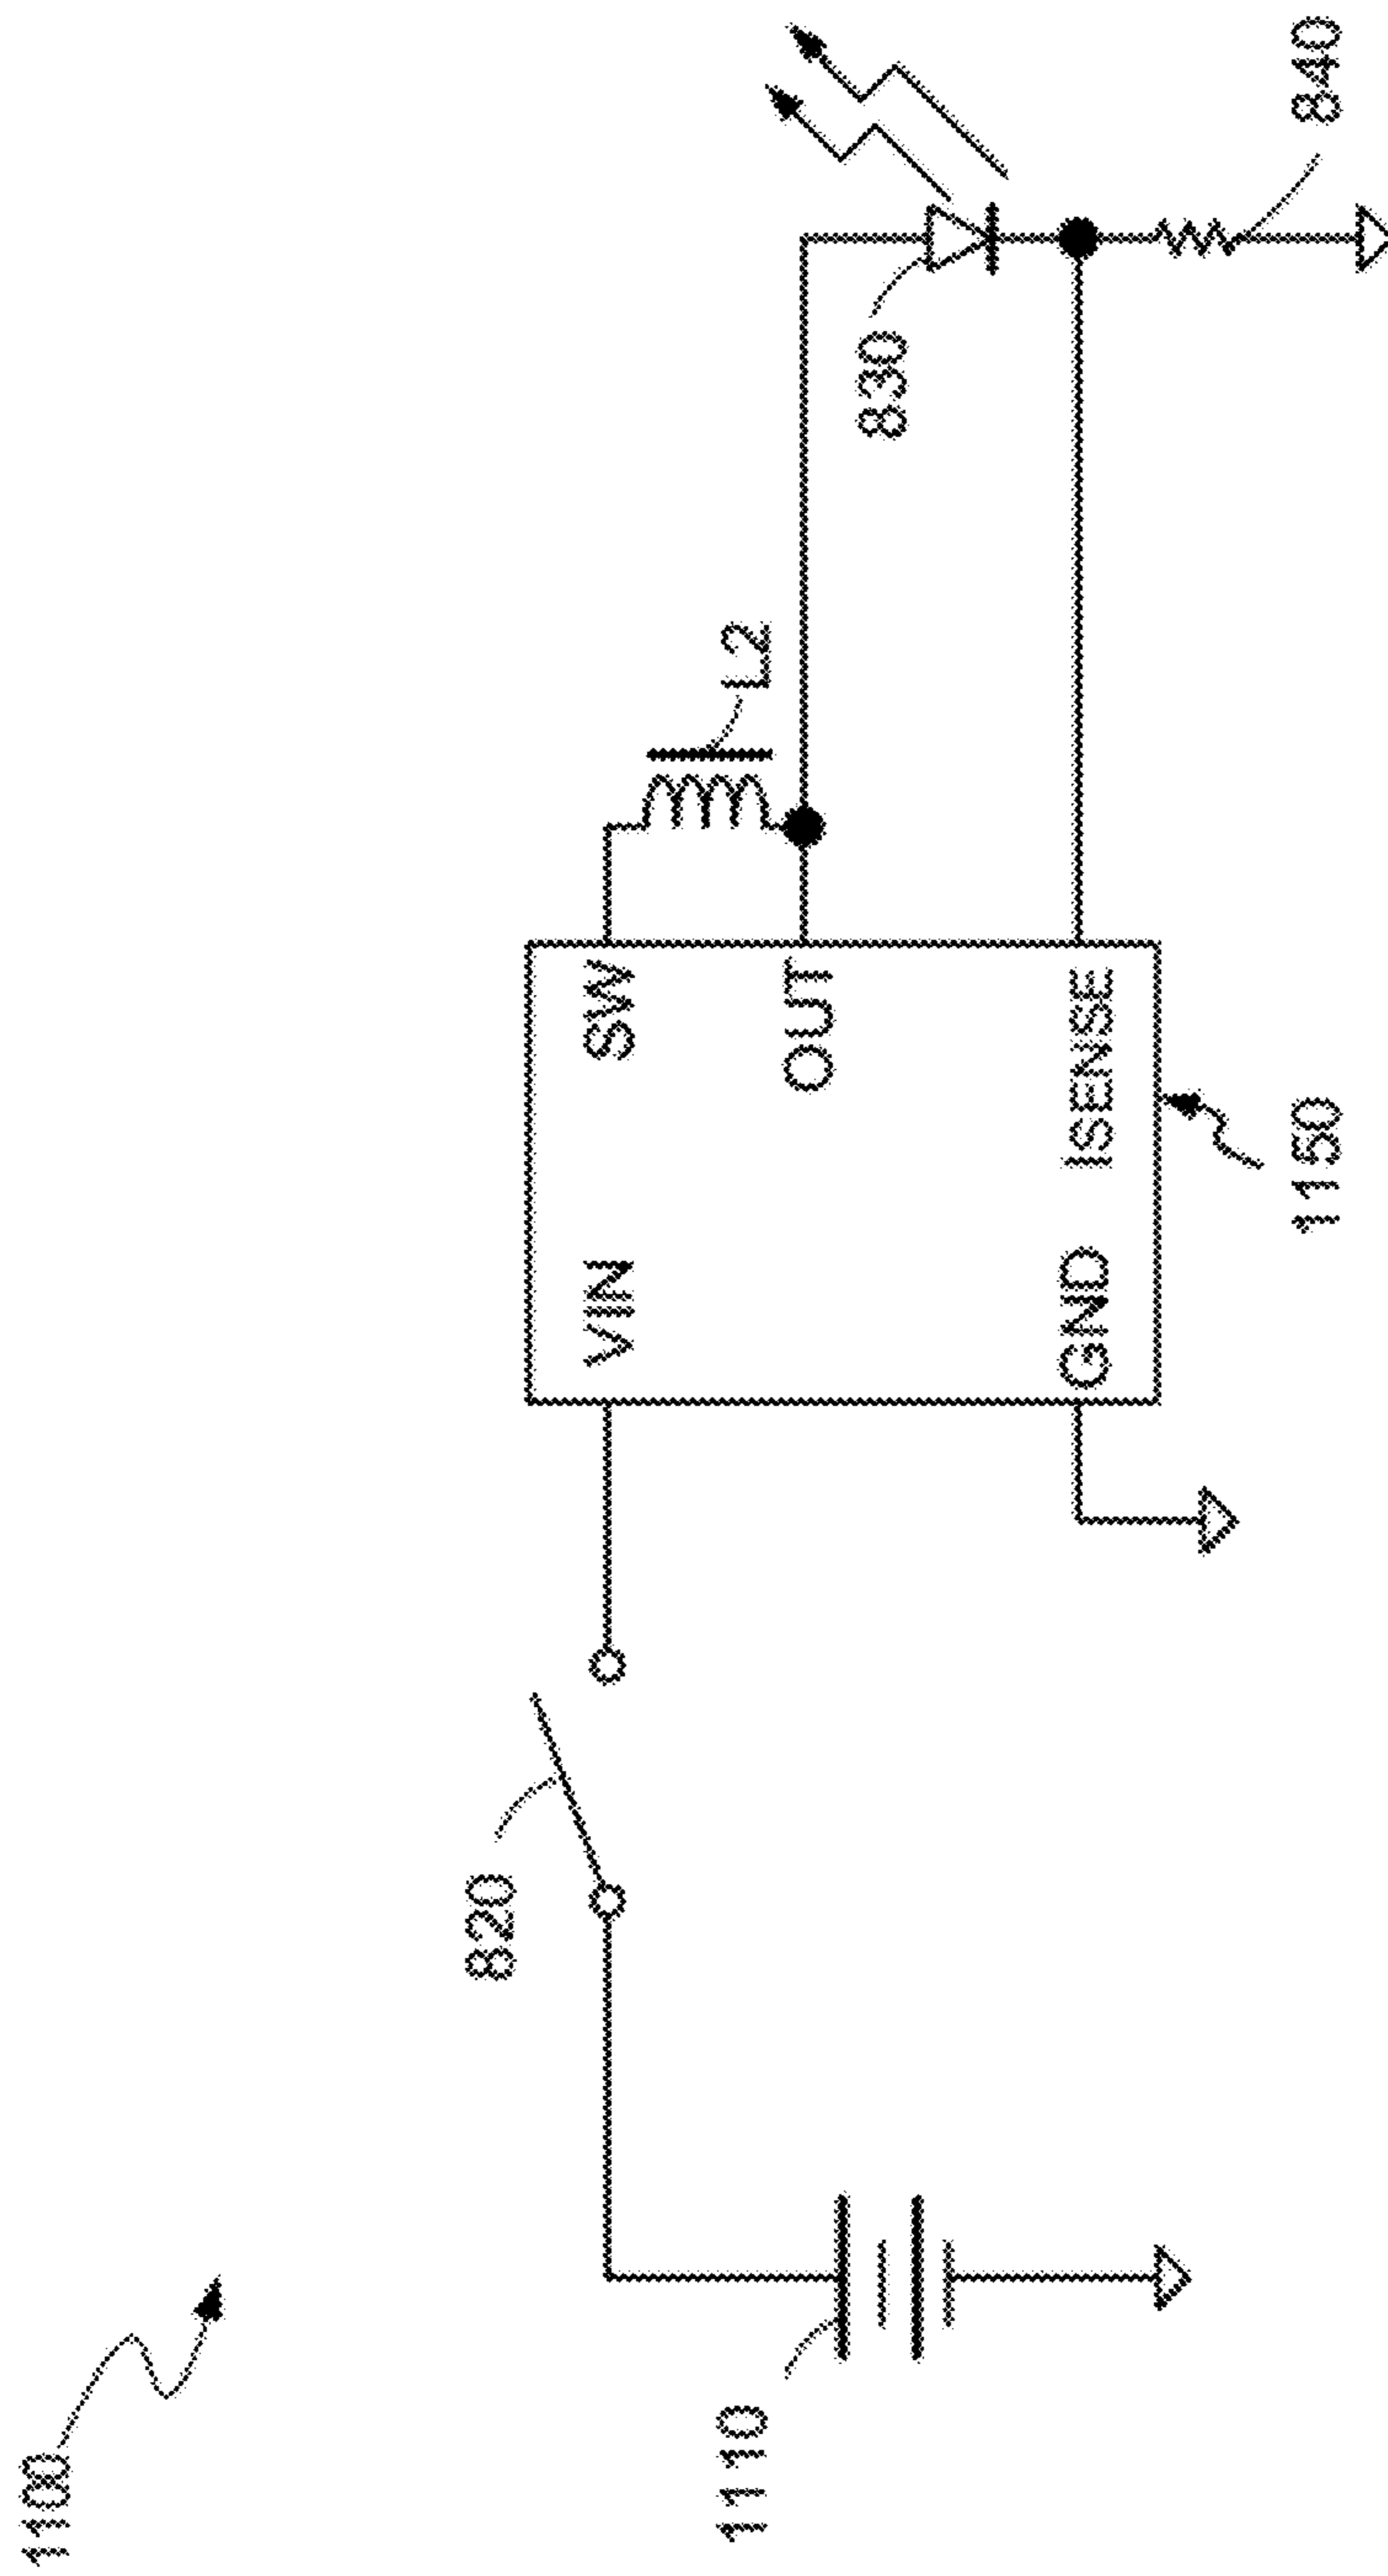 1100
820
VIN
SW
L2
1110
OUT
830
GND
ISENSE
1150
840